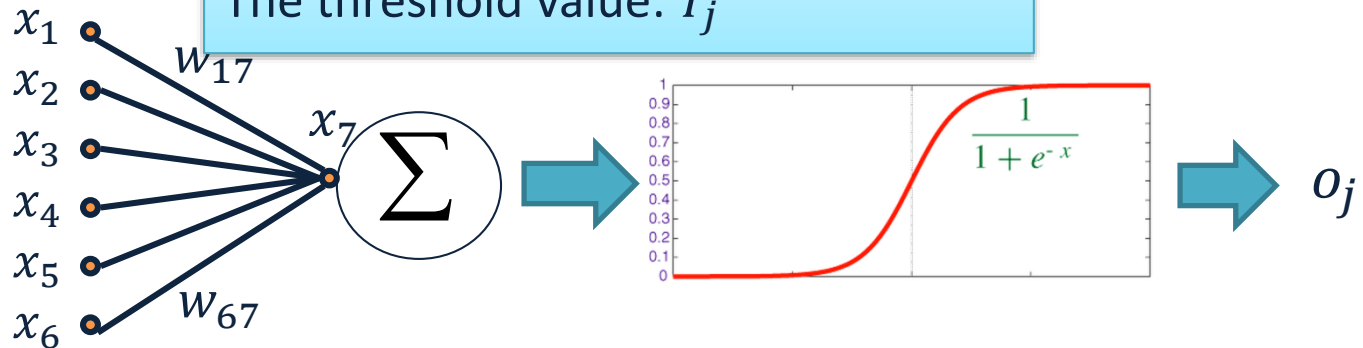 The threshold value: T_j
x_1
x_2
x_3
x_4
x_5
x_6
w_17
w_67
x_7
∑
1
0.9
0.8
0.7
0.6
0.5
0.4
0.3
0.2
0.1
0
1
1 + e^{- x}
o_j